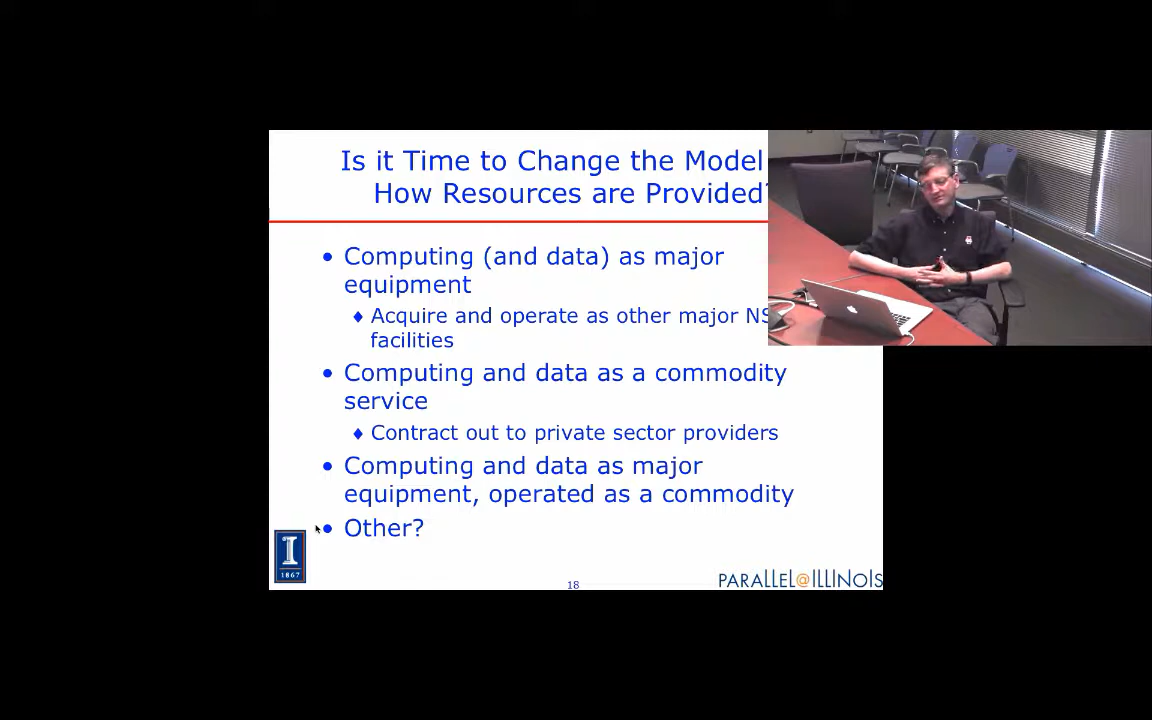 Is it Time to Change the Model
How Resources are Provided?
• Computing (and data) as major
equipment
♦ Acquire and operate as other major NS
facilities
• Computing and data as a commodity
service
♦ Contract out to private sector providers
• Computing and data as major
equipment, operated as a commodity
• Other?
I
1867
18
PARALLEL@ILLINOIS